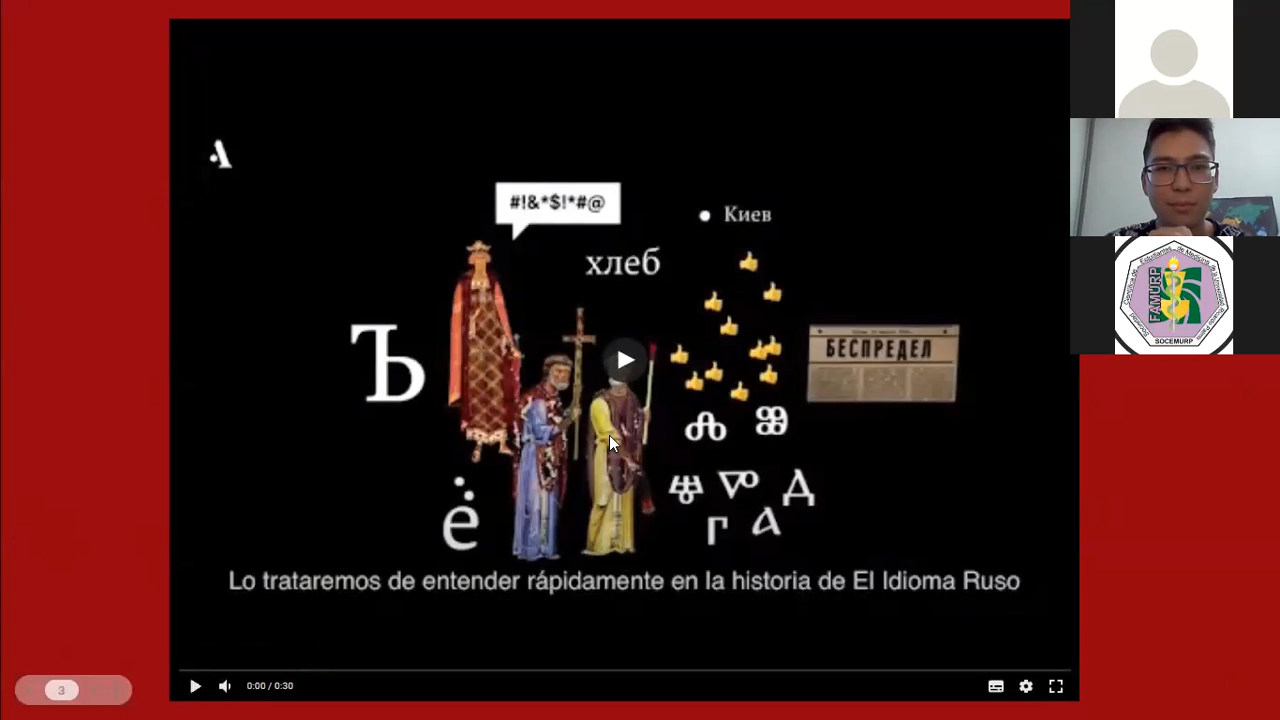 #!&*$!*#@
Киев
хлеб
Ъ
БЕСПРЕДЕЛ
Ⰴ Ⰶ
ё
Г А Д
Lo trataremos de entender rápidamente en la historia de El Idioma Ruso
0:00 / 0:30
3
FAMURP
SOCEMURP